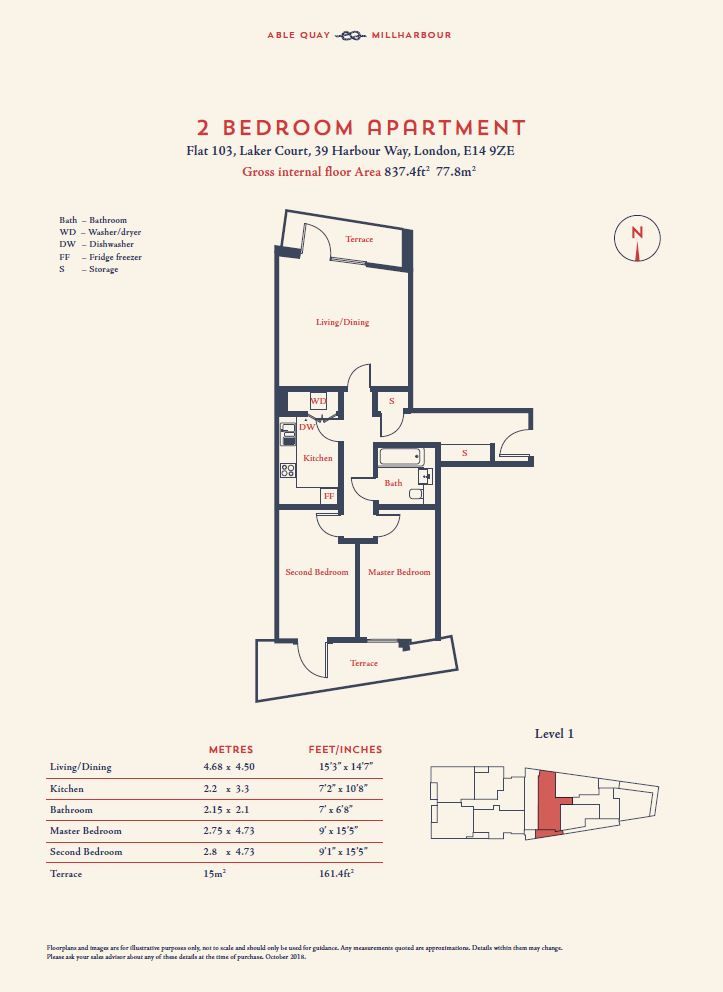 ABLE QUAY MILLHARBOUR
2 BEDROOM APARTMENT
Flat 103, Laker Court, 39 Harbour Way, London, E14 9ZE
Gross internal floor Area 837.4ft² 77.8m²
Bath – Bathroom
WD – Washer/dryer
DW – Dishwasher
FF – Fridge freezer
S – Storage
N
Terrace
Living/Dining
WD
S
DW
Kitchen
S
Bath
FF
Second Bedroom
Master Bedroom
Terrace
Level 1
METRES FEET/INCHES
Living/Dining 4.68 x 4.50 15'3" x 14'7"
Kitchen 2.2 x 3.3 7'2" x 10'8"
Bathroom 2.15 x 2.1 7' x 6'8"
Master Bedroom 2.75 x 4.73 9' x 15'5"
Second Bedroom 2.8 x 4.73 9'1" x 15'5"
Terrace 15m² 161.4ft²
Floorplans and images are for illustrative purposes only, not to scale and should only be used for guidance. Any measurements quoted are approximations. Details within them may change.
Please ask your sales advisor about any of these details at the time of purchase. October 2018.